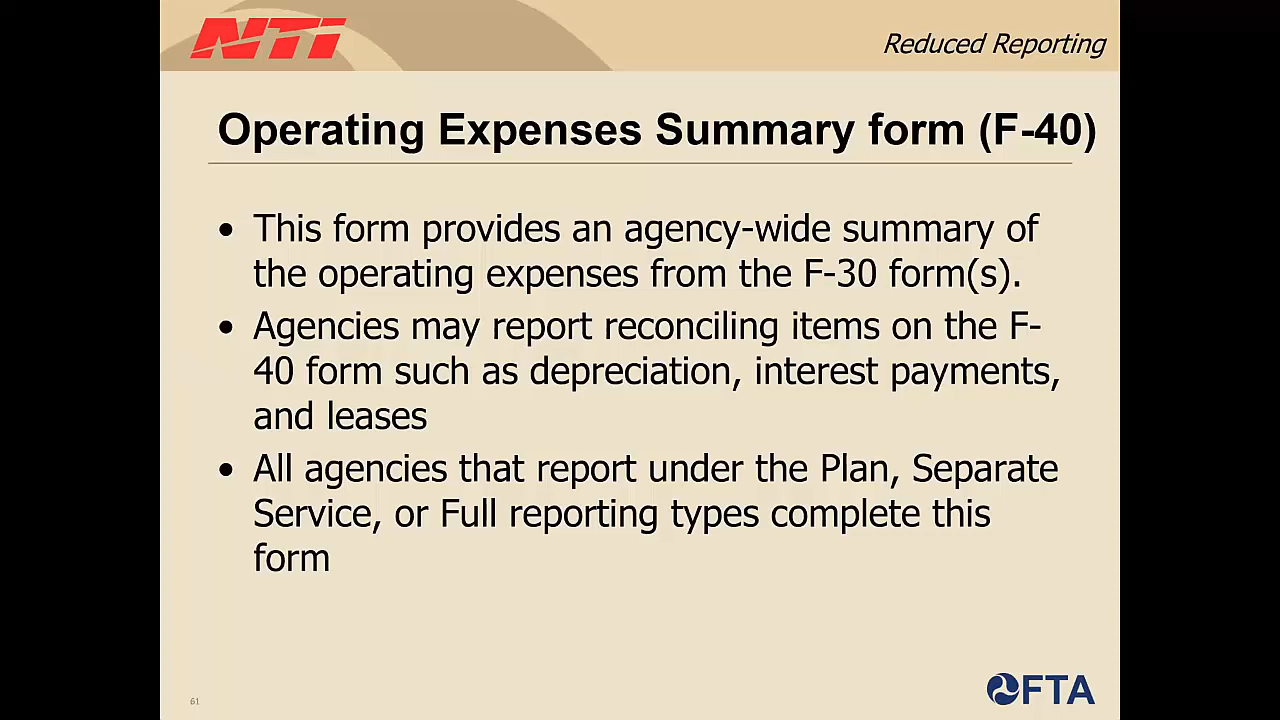 NTI
Reduced Reporting
Operating Expenses Summary form (F-40)
• This form provides an agency-wide summary of
the operating expenses from the F-30 form(s).
• Agencies may report reconciling items on the F-
40 form such as depreciation, interest payments,
and leases
• All agencies that report under the Plan, Separate
Service, or Full reporting types complete this
form
61
FTA